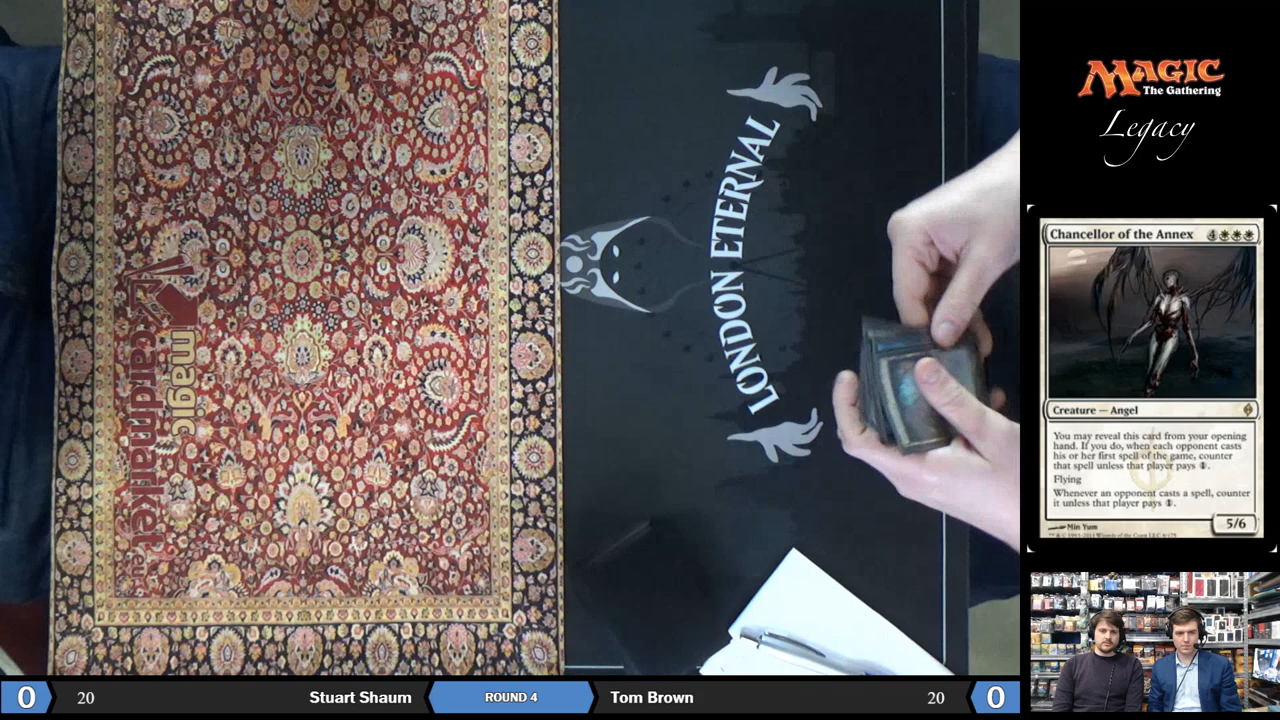 MAGIC
The Gathering
Legacy
LONDON ETERNAL
magic
cardmarket.eu
Chancellor of the Annex 4
Creature — Angel
You may reveal this card from your opening
hand. If you do, when each opponent casts
his or her first spell of the game, counter
that spell unless that player pays 1.
Flying
Whenever an opponent casts a spell, counter
it unless that player pays 1.
5/6
Min Yum
0 20 Stuart Shaum ROUND 4 Tom Brown 20 0